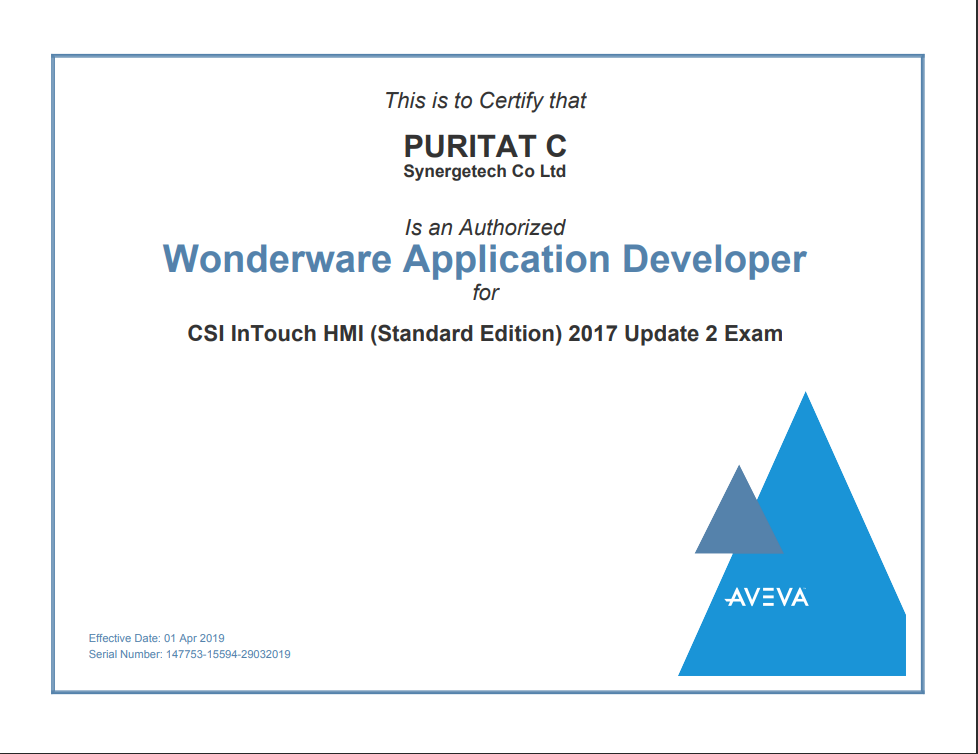 This is to Certify that
PURITAT C
Synergetech Co Ltd
Is an Authorized
Wonderware Application Developer
for
CSI InTouch HMI (Standard Edition) 2017 Update 2 Exam
AVEVA
Effective Date: 01 Apr 2019
Serial Number: 147753-15594-29032019